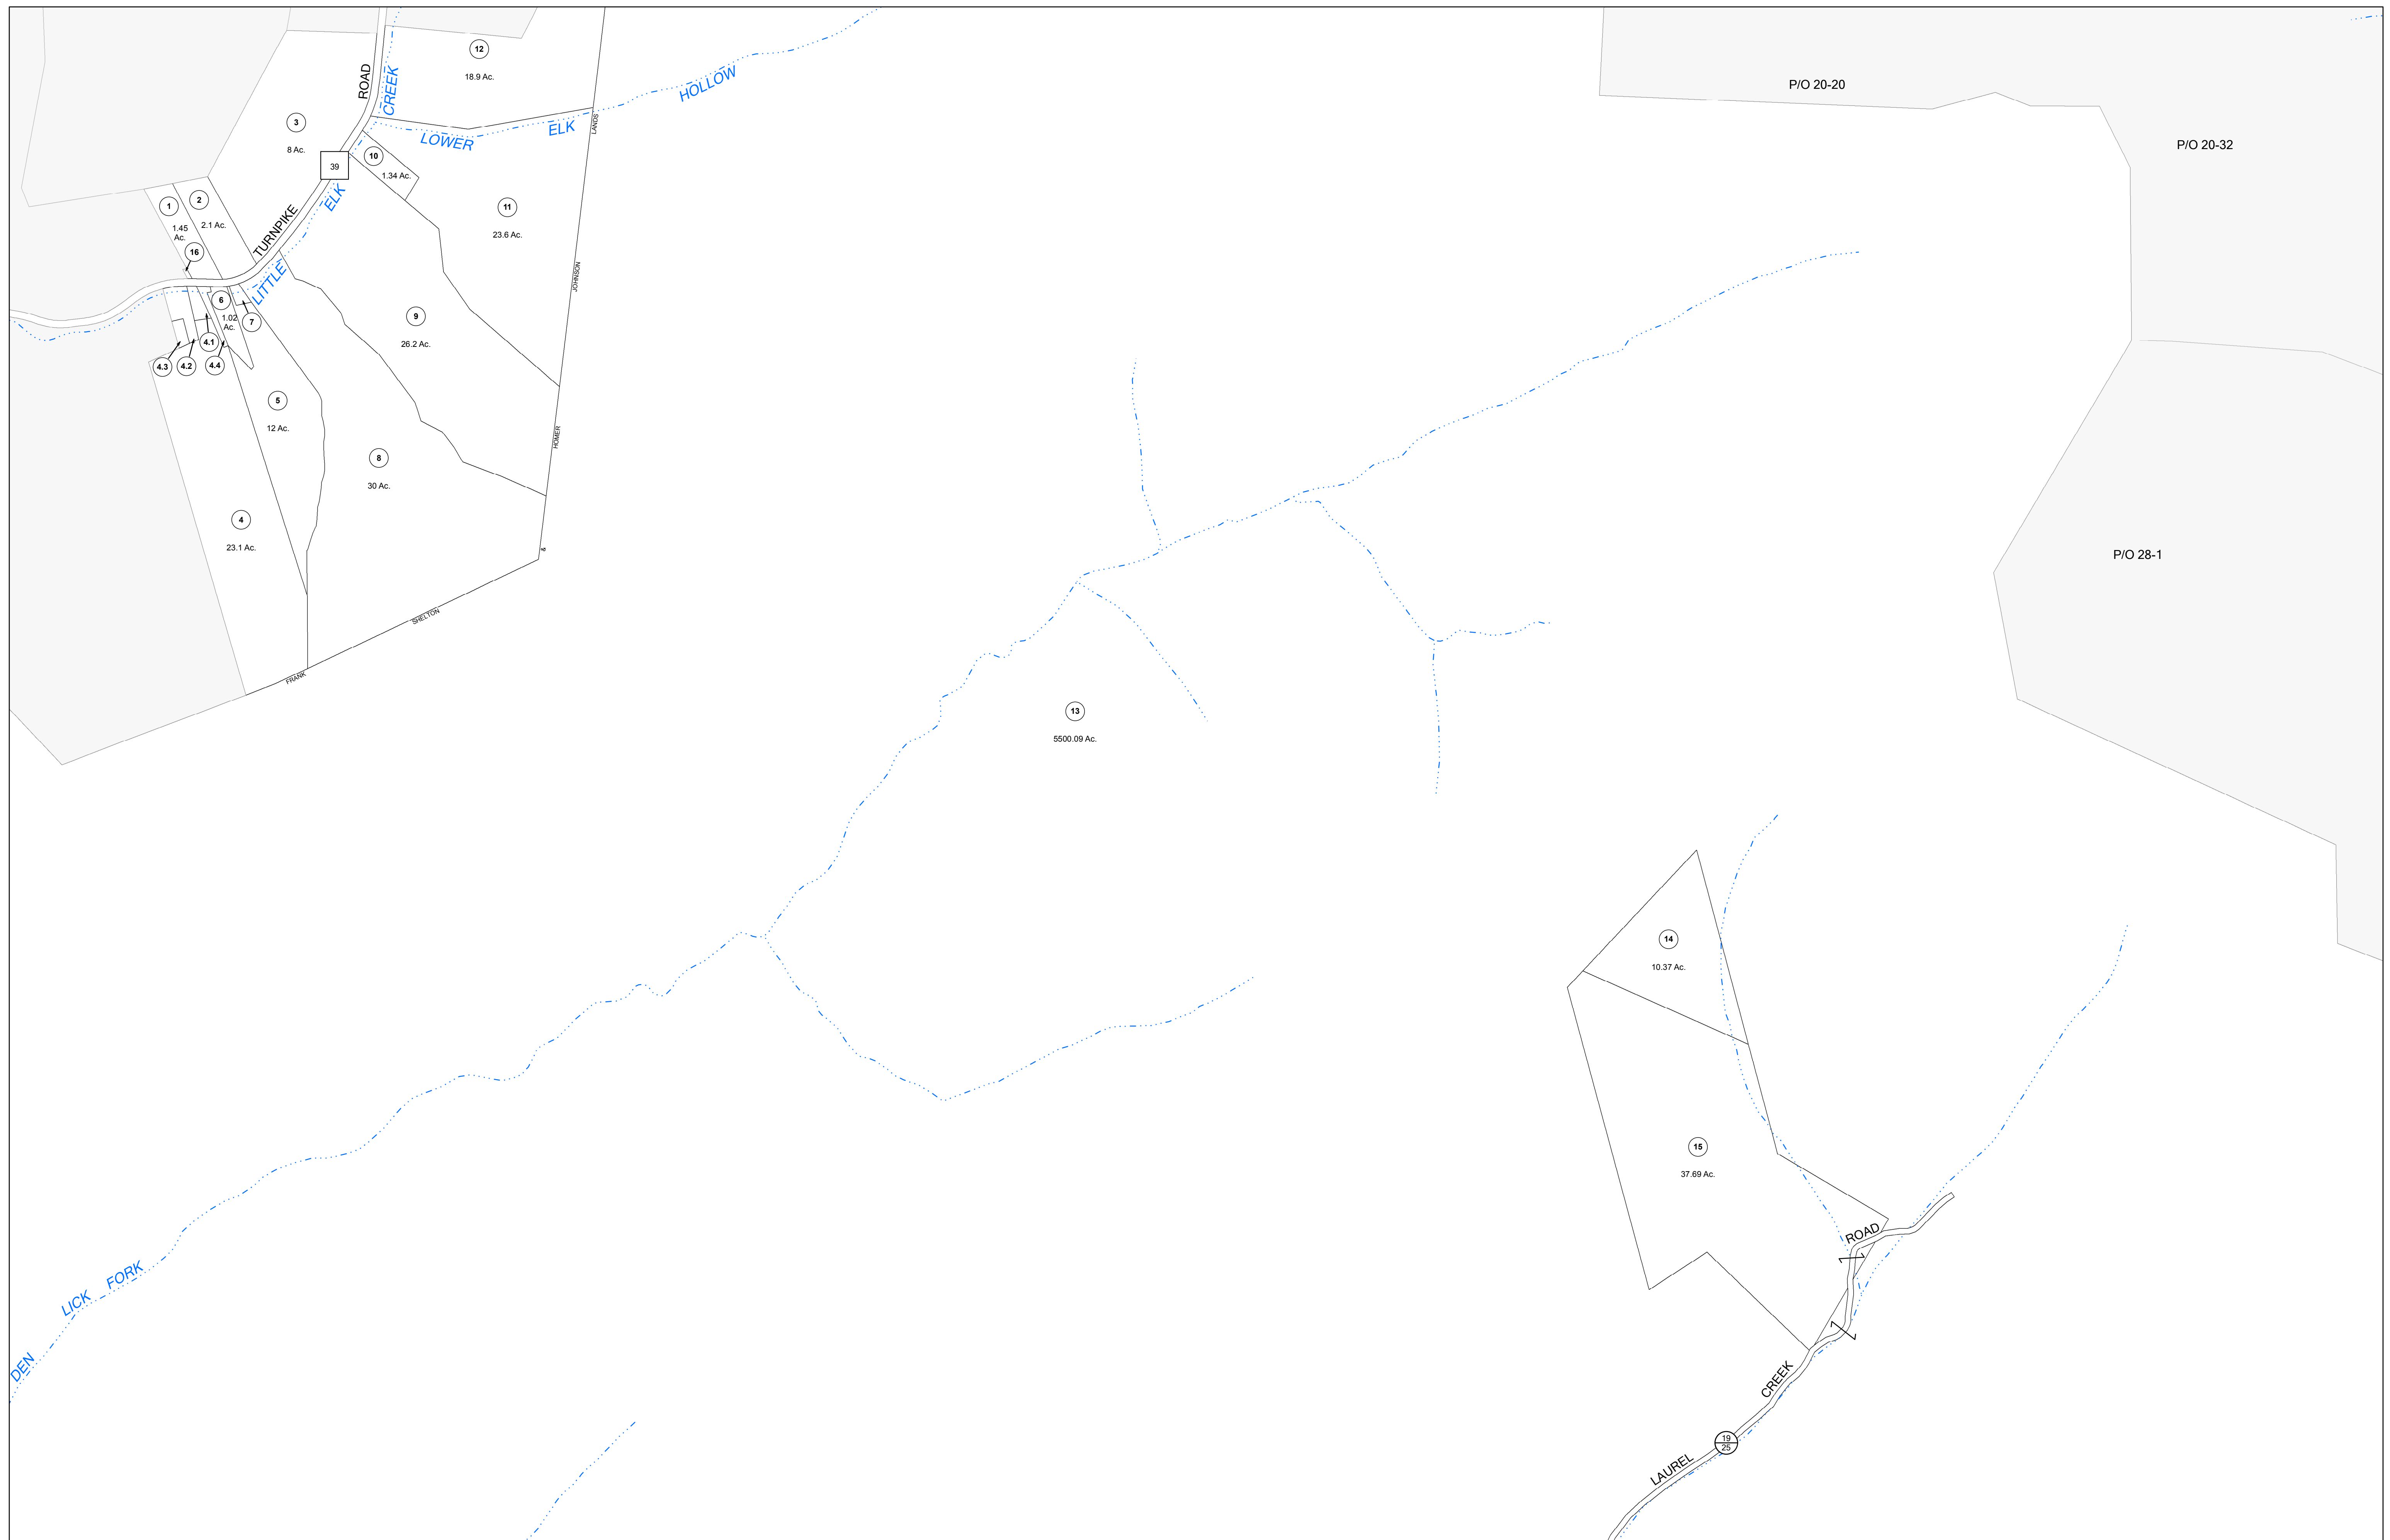 12
18.9 Ac.
P/O 20-20
P/O 20-32
ROAD
CREEK
HOLLOW
ELK
LOWER
LANDS
3
8 Ac.
39
10
1.34 Ac.
11
23.6 Ac.
1
1.45
Ac.
2
2.1 Ac.
16
TURNPIKE
ELK
LITTLE
JOHNSON
6
1.02
Ac.
7
4.1
4.3
4.2
4.4
9
26.2 Ac.
5
12 Ac.
HOMER
8
30 Ac.
4
23.1 Ac.
&
SHELTON
FRANK
P/O 28-1
13
5500.09 Ac.
14
10.37 Ac.
15
37.69 Ac.
ROAD
CREEK
LAUREL
19
25
DEN
LICK
FORK